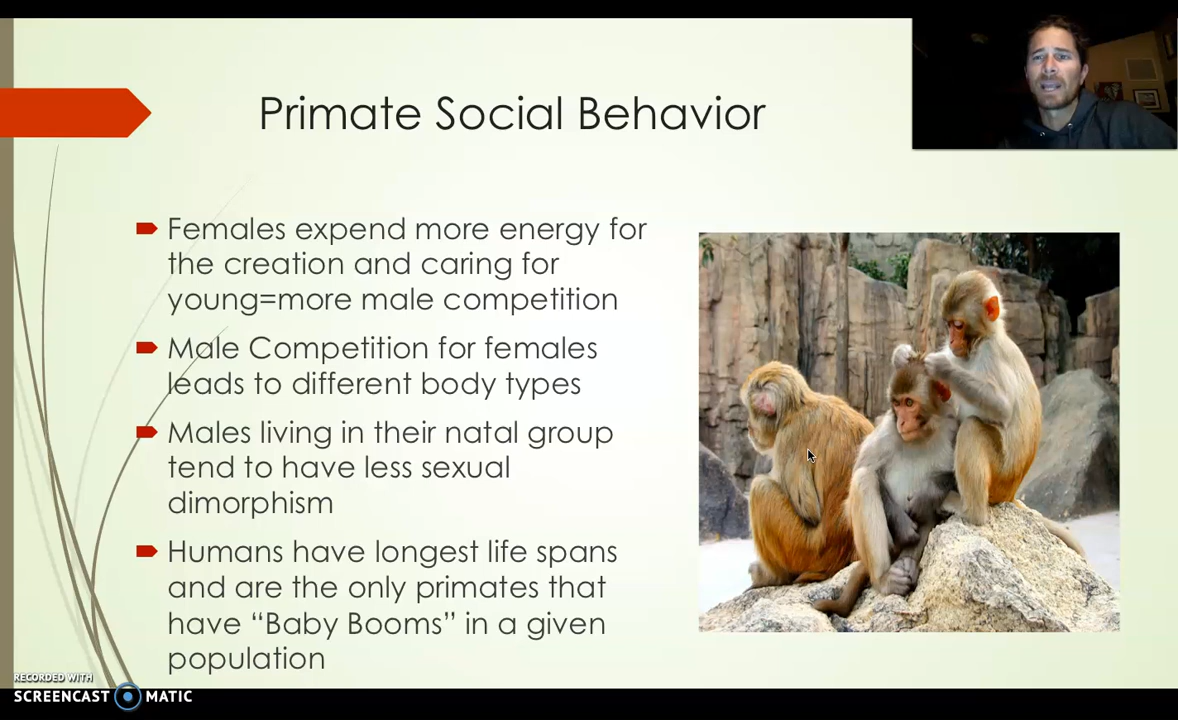 Primate Social Behavior
Females expend more energy for
the creation and caring for
young=more male competition
Male Competition for females
leads to different body types
Males living in their natal group
tend to have less sexual
dimorphism
Humans have longest life spans
and are the only primates that
have “Baby Booms” in a given
population
RECORDED WITH
SCREENCAST MATIC